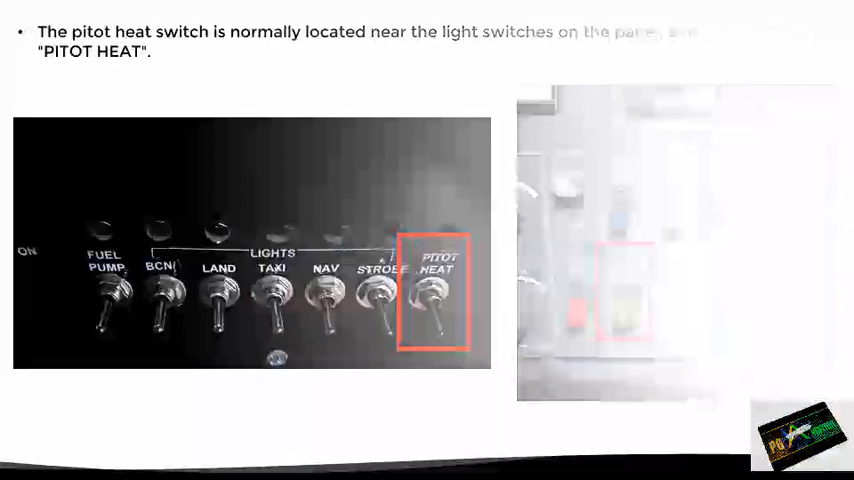 • The pitot heat switch is normally located near the light switches on the panel
"PITOT HEAT".
ON
LIGHTS
FUEL PUMP
BCN
LAND
TAXI
NAV
STROBE
PITOT HEAT